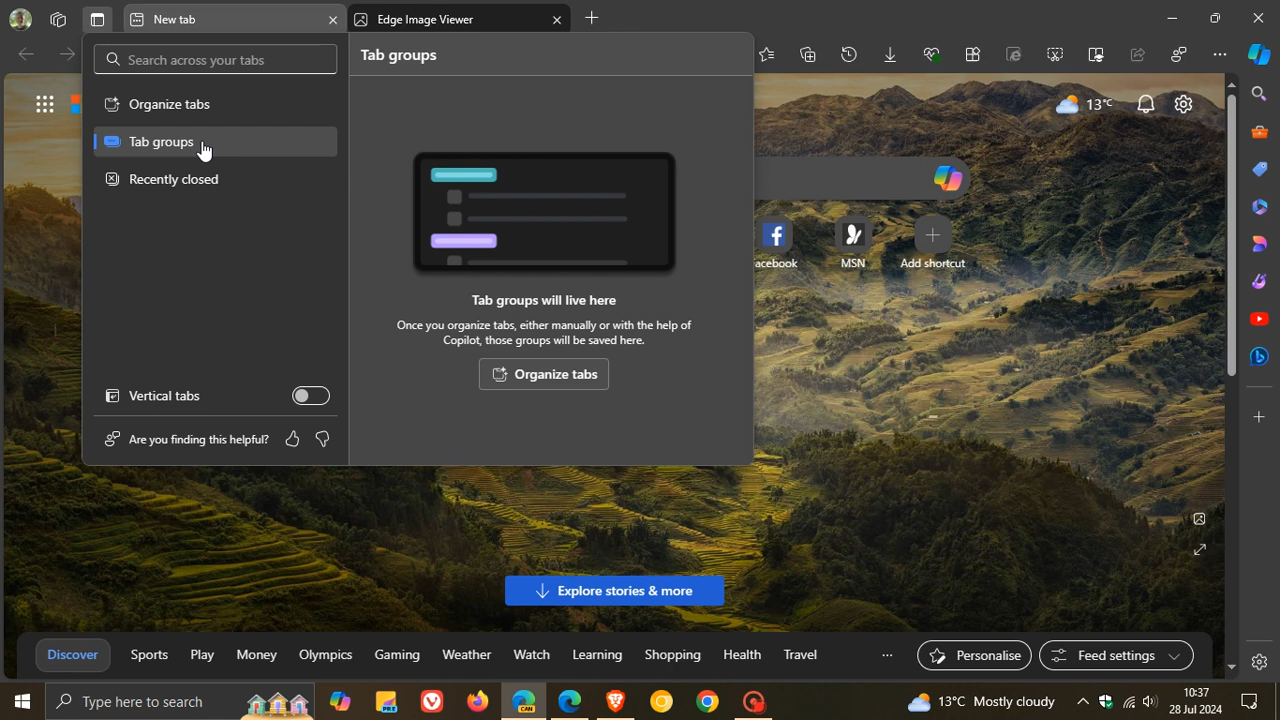 New tab
Edge Image Viewer
Search across your tabs
Tab groups
Organize tabs
Tab groups
Recently closed
13°C
acebook
MSN
Add shortcut
Tab groups will live here
Once you organize tabs, either manually or with the help of
Copilot, those groups will be saved here.
Organize tabs
Vertical tabs
Are you finding this helpful?
Explore stories & more
Discover
Sports
Play
Money
Olympics
Gaming
Weather
Watch
Learning
Shopping
Health
Travel
...
Personalise
Feed settings
Type here to search
PRE
CAN
13°C Mostly cloudy
10:37
28 Jul 2024